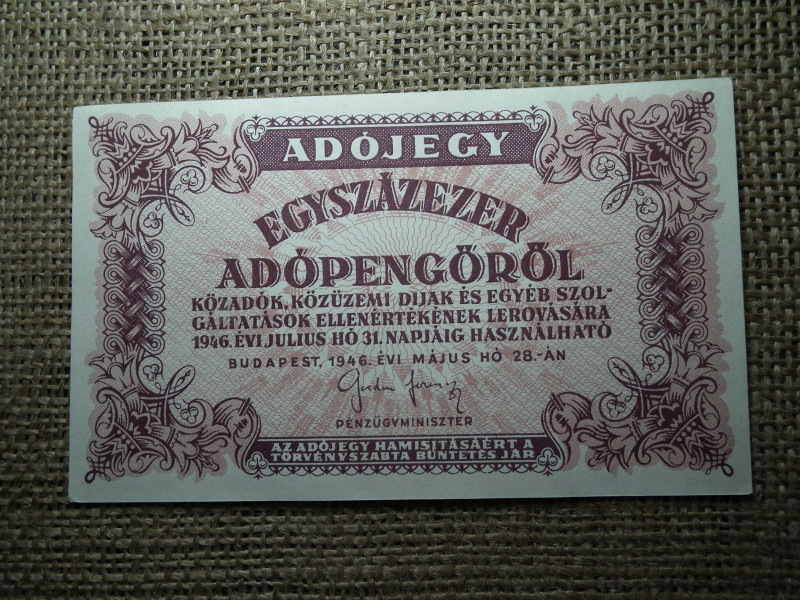 ADÓJEGY
EGYSZÁZEZER
ADÓPENGŐRŐL
KÖZADÓK, KÖZÜZEMI DIJAK ÉS EGYÉB SZOL-
GÁLTATÁSOK ELLENÉRTÉKÉNEK LEROVÁSÁRA
1946. ÉVI JULIUS HÓ 31. NAPJÁIG HASZNÁLHATÓ
BUDAPEST, 1946. ÉVI MÁJUS HÓ 28.-ÁN
PÉNZÜGYMINISZTER
AZ ADÓJEGY HAMISITÁSAÉRT A
TÖRVÉNYSZABTA BÜNTETÉS JÁR